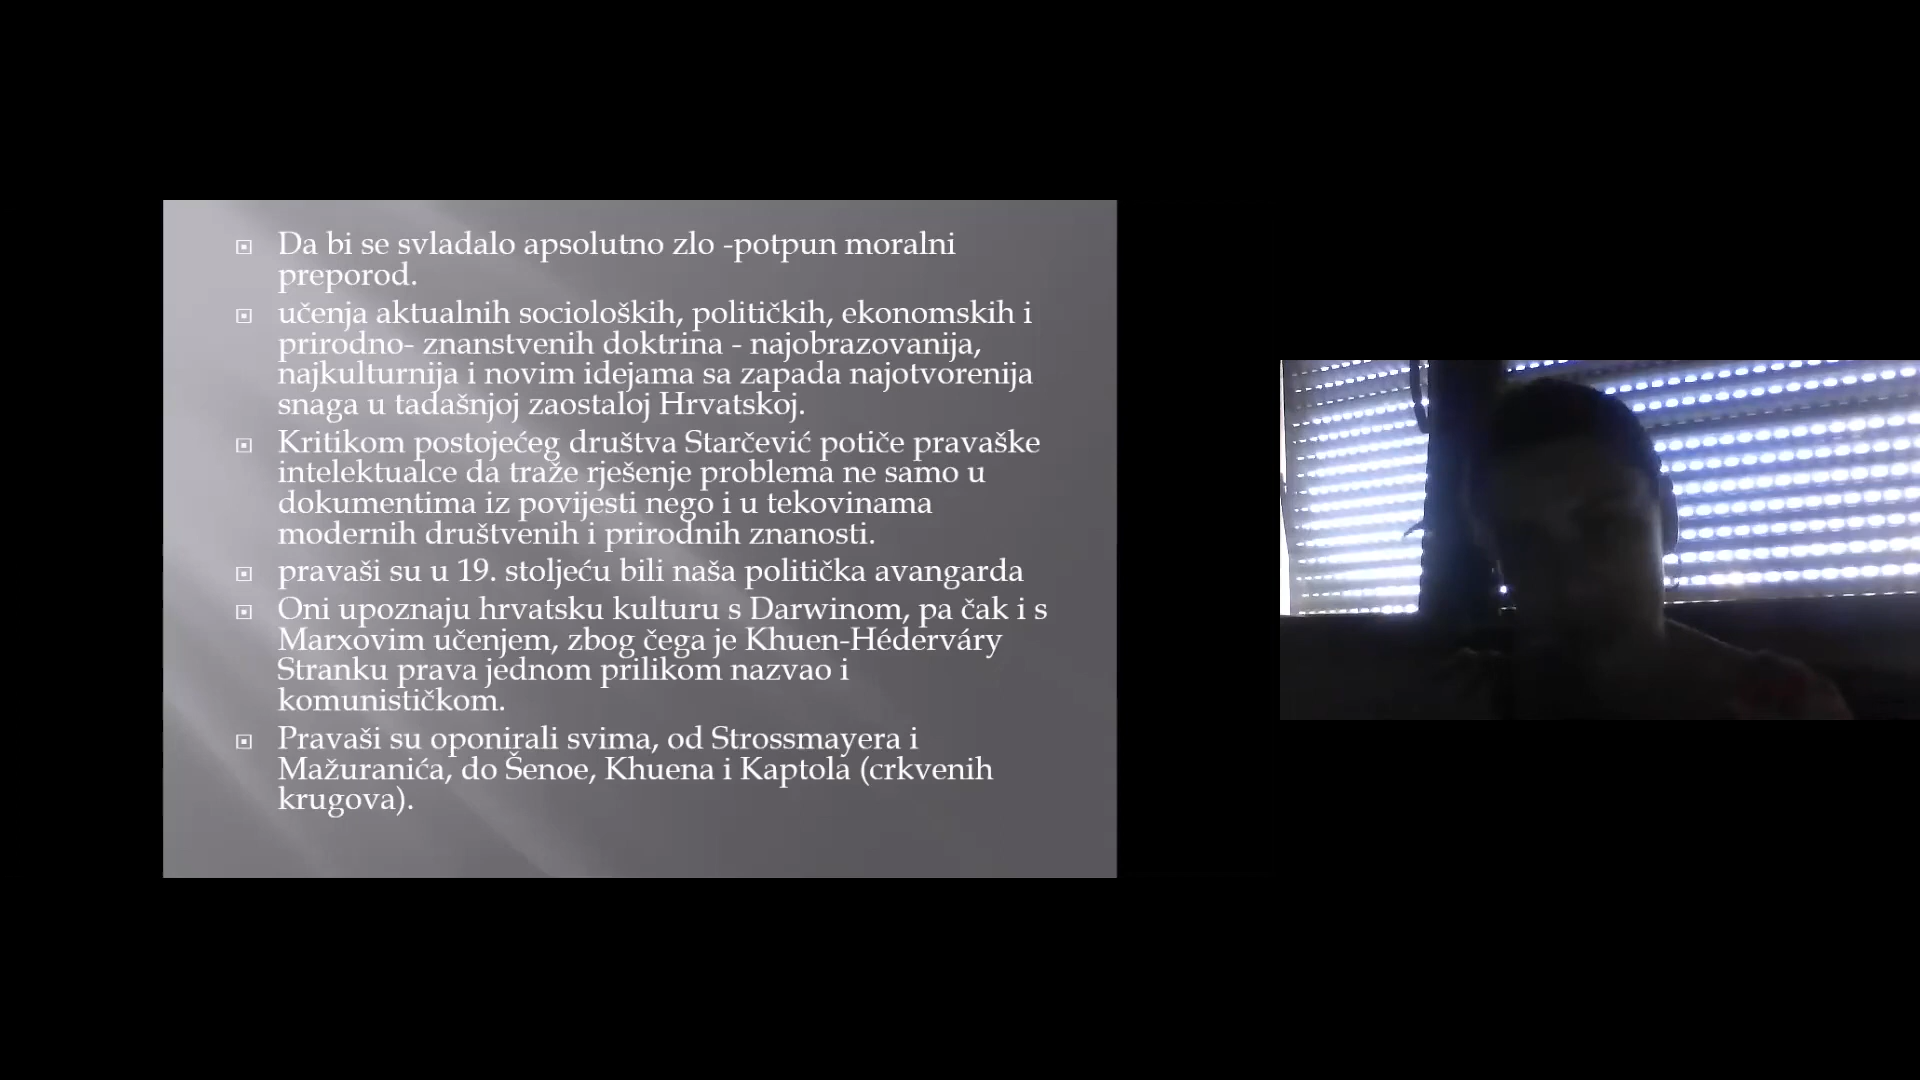 Da bi se svladalo apsolutno zlo -potpun moralni
preporod.
učenja aktualnih socioloških, političkih, ekonomskih i
prirodno- znanstvenih doktrina - najobrazovanija,
najkulturnija i novim idejama sa zapada najotvorenija
snaga u tadašnjoj zaostaloj Hrvatskoj.
Kritikom postojećeg društva Starčević potiče pravaške
intelektualce da traže rješenje problema ne samo u
dokumentima iz povijesti nego i u tekovinama
modernih društvenih i prirodnih znanosti.
pravaši su u 19. stoljeću bili naša politička avangarda
Oni upoznaju hrvatsku kulturu s Darwinom, pa čak i s
Marxovim učenjem, zbog čega je Khuen-Héderváry
Stranku prava jednom prilikom nazvao i
komunističkom.
Pravaši su oponirali svima, od Strossmayera i
Mažuranića, do Šenoe, Khuena i Kaptola (crkvenih
krugova).